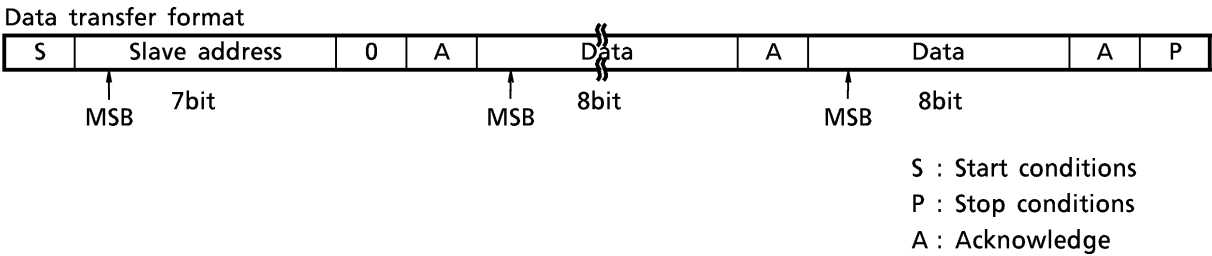 Data transfer format
S Slave address 0 A Data A Data A P
MSB 7bit MSB 8bit MSB 8bit
S : Start conditions
P : Stop conditions
A : Acknowledge